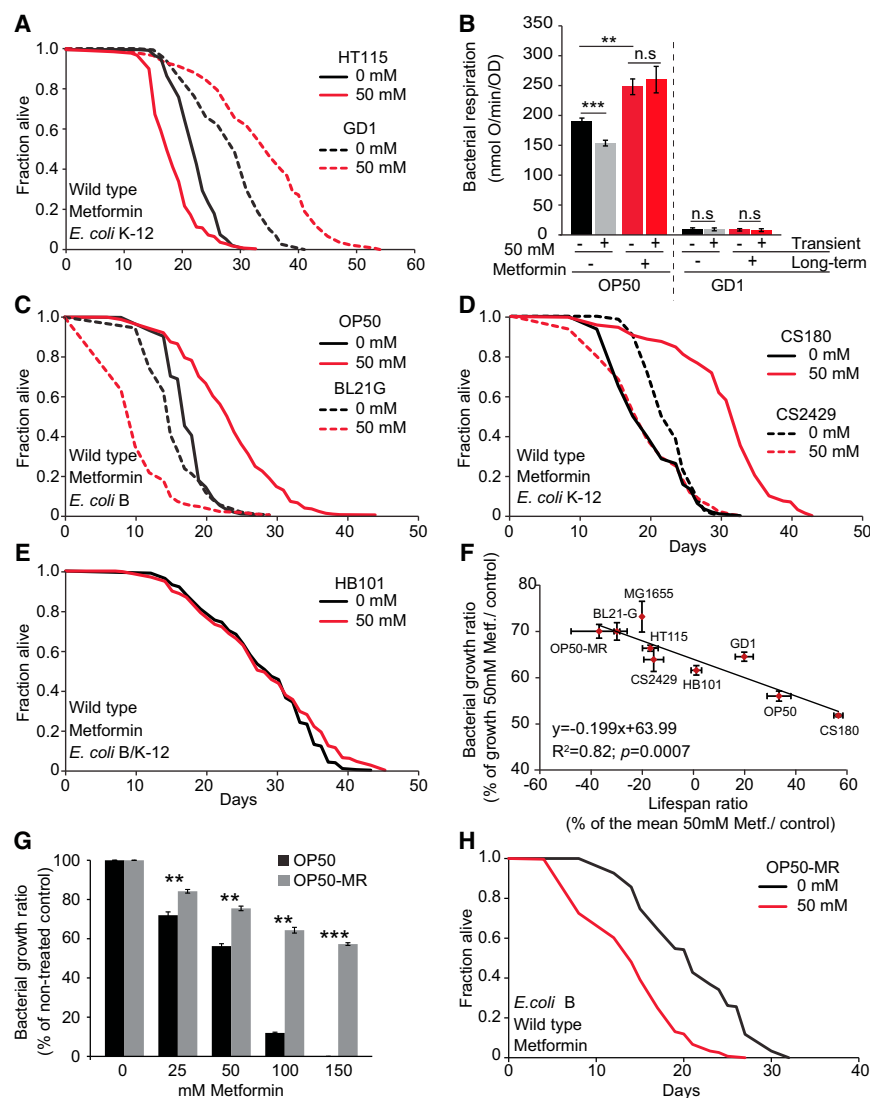 A
HT115
0 mM
50 mM
GD1
0 mM
50 mM
Fraction alive
1.0
0.8
0.6
0.4
0.2
0
Wild type
Metformin
E. coli K-12
0 10 20 30 40 50 60
B
Bacterial respiration
(nmol O/min/OD)
350
300
250
200
150
100
50
0
**
***
n.s
n.s
n.s
50 mM
Metformin
- + - + - + - + Transient
- + - + Long-term
OP50 GD1
C
OP50
0 mM
50 mM
BL21G
0 mM
50 mM
Fraction alive
1.0
0.8
0.6
0.4
0.2
0
Wild type
Metformin
E. coli B
0 10 20 30 40 50
D
CS180
0 mM
50 mM
CS2429
0 mM
50 mM
Fraction alive
1.0
0.8
0.6
0.4
0.2
0
Wild type
Metformin
E. coli K-12
0 10 20 30 40 50
Days
E
HB101
0 mM
50 mM
Fraction alive
1.0
0.8
0.6
0.4
0.2
0
Wild type
Metformin
E. coli B/K-12
0 10 20 30 40 50
Days
F
Bacterial growth ratio
(% of growth 50mM Metf./ control)
80
70
60
50
40
MG1655
BL21-G
OP50-MR
HT115
CS2429
HB101
GD1
OP50
CS180
y=-0.199x+63.99
R²=0.82; p=0.0007
-60 -40 -20 0 20 40 60
Lifespan ratio
(% of the mean 50mM Metf./ control)
G
OP50
OP50-MR
Bacterial growth ratio
(% of non-treated control)
100
80
60
40
20
0
**
**
**
***
0 25 50 100 150
mM Metformin
H
OP50-MR
0 mM
50 mM
Fraction alive
1.0
0.8
0.6
0.4
0.2
0
E.coli B
Wild type
Metformin
0 10 20 30 40
Days